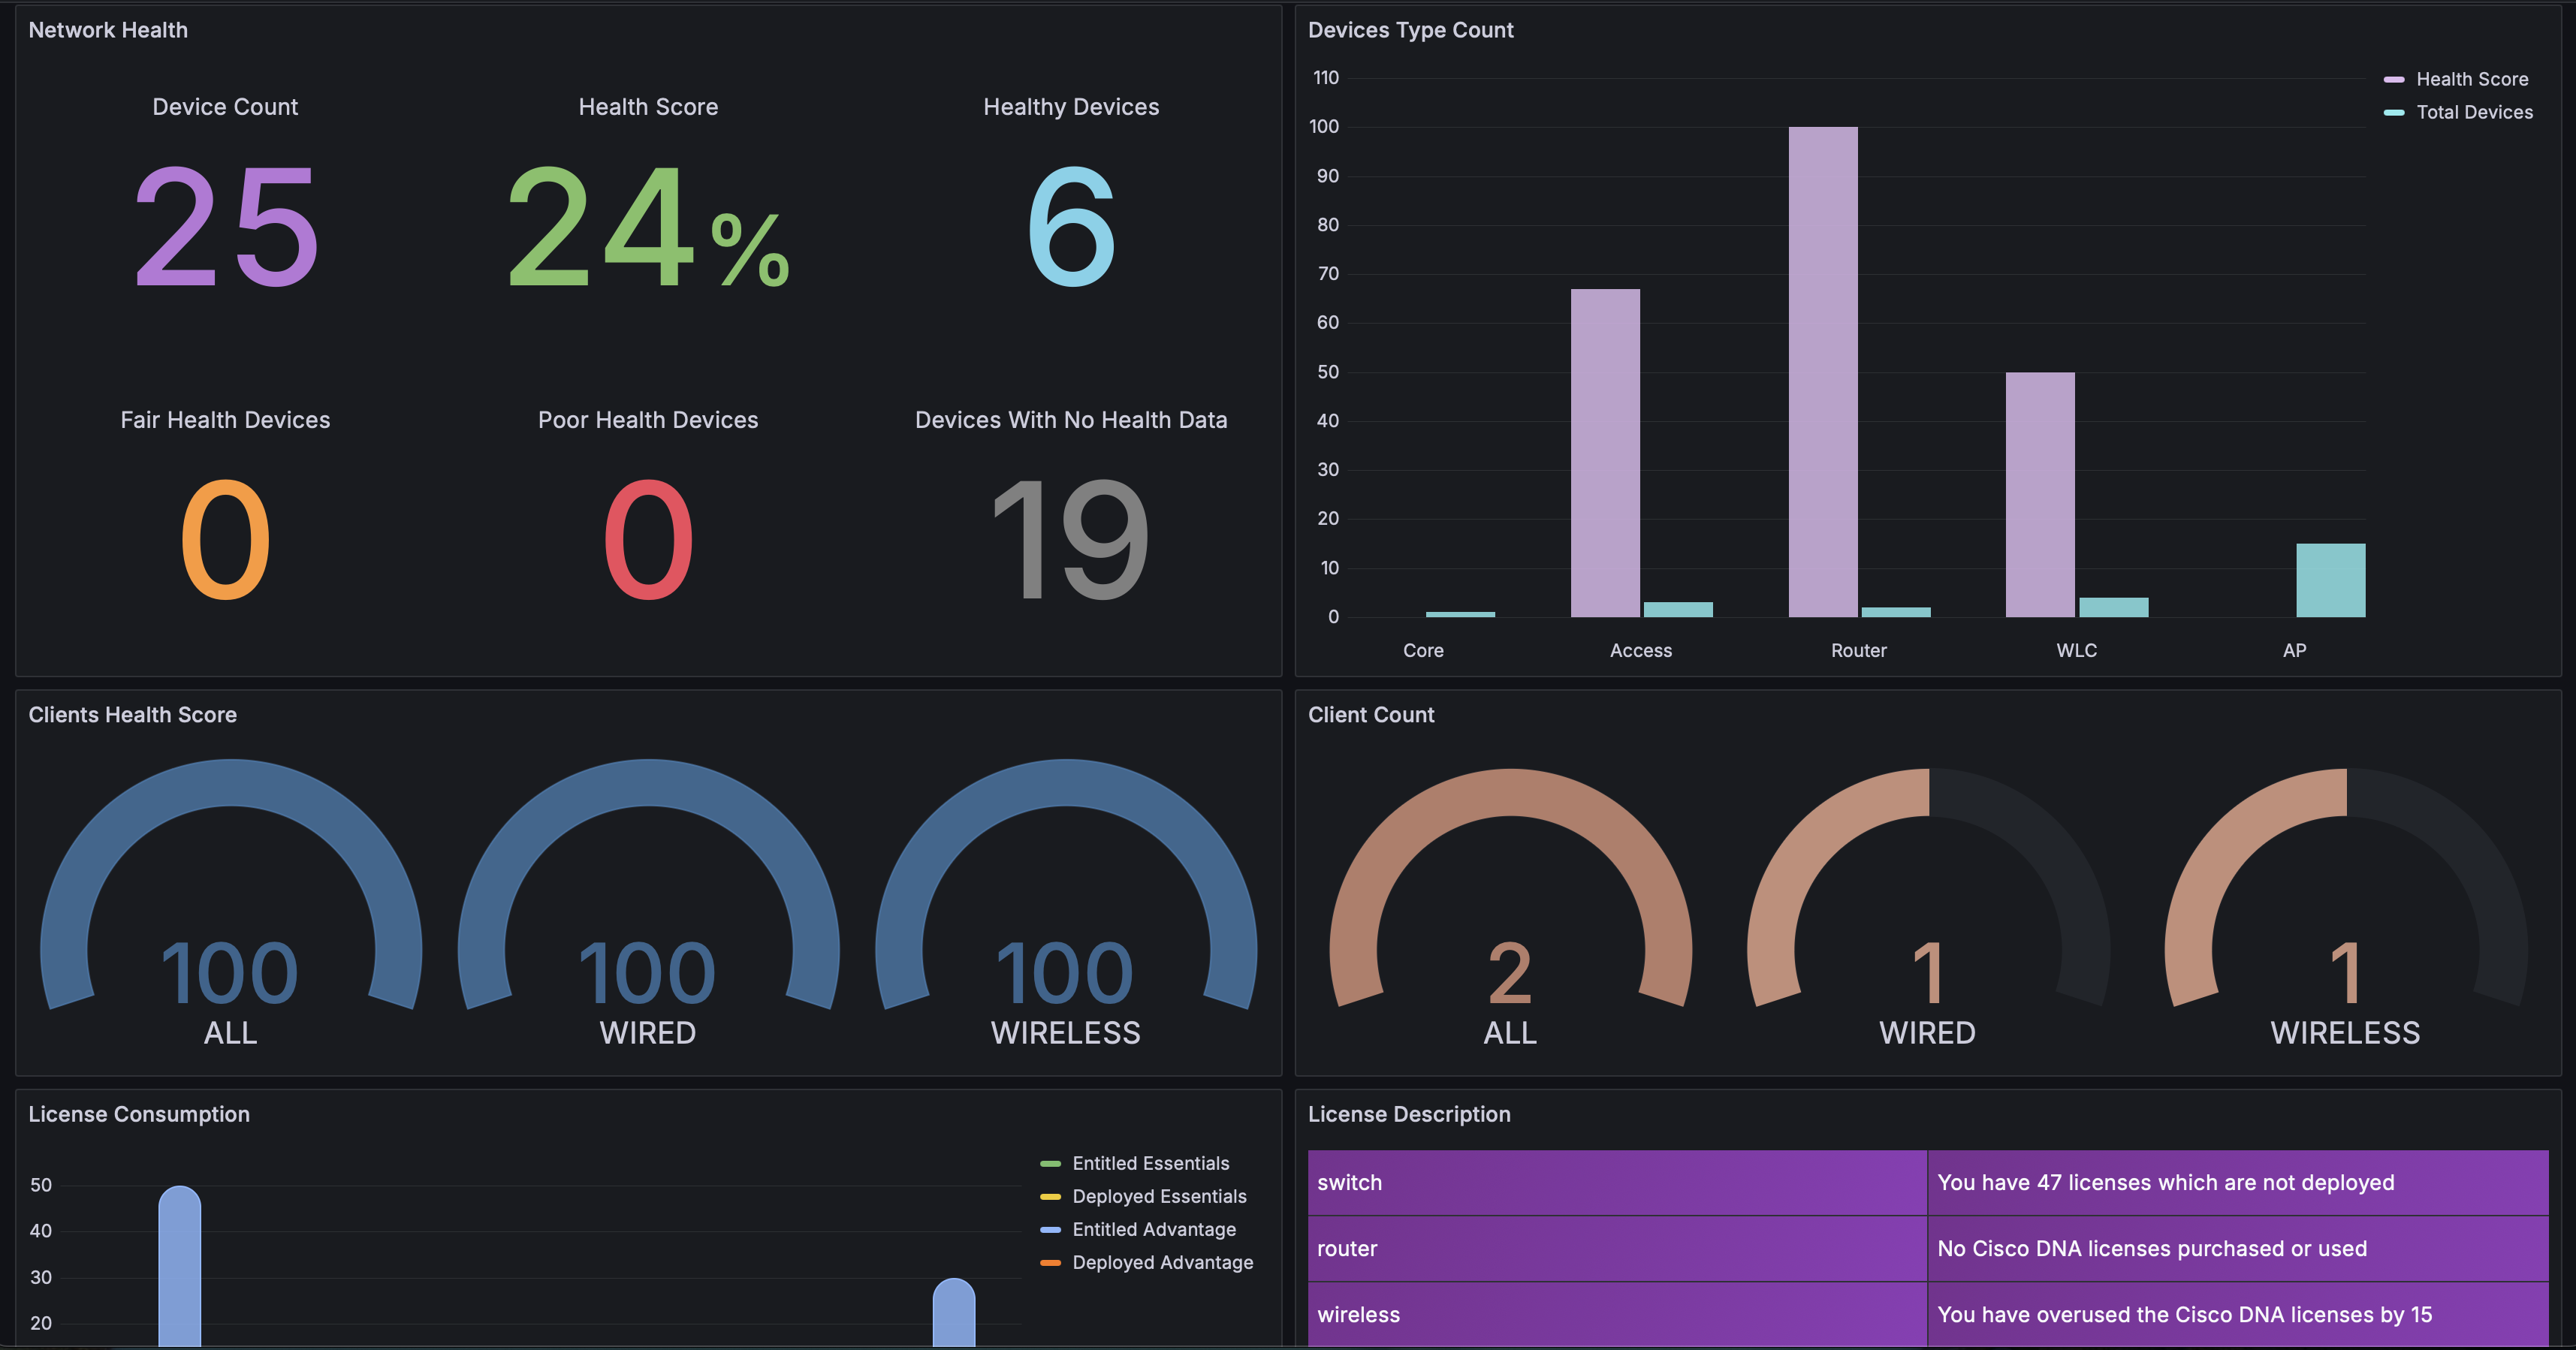 Network Health
Device Count
25
Health Score
24%
Healthy Devices
6
Fair Health Devices
0
Poor Health Devices
0
Devices With No Health Data
19
Devices Type Count
110
100
90
80
70
60
50
40
30
20
10
0
Core
Access
Router
WLC
AP
Health Score
Total Devices
Clients Health Score
100
ALL
100
WIRED
100
WIRELESS
Client Count
2
ALL
1
WIRED
1
WIRELESS
License Consumption
50
40
30
20
Entitled Essentials
Deployed Essentials
Entitled Advantage
Deployed Advantage
License Description
switch You have 47 licenses which are not deployed
router No Cisco DNA licenses purchased or used
wireless You have overused the Cisco DNA licenses by 15